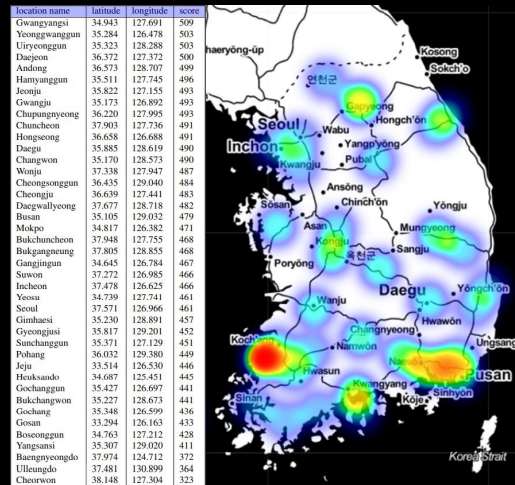 location name latitude longitude score
Gwangyangsi 34.943 127.691 509
Yeonggwanggun 35.284 126.478 503
Uiryeonggun 35.323 128.288 503
Daejeon 36.372 127.372 500
Andong 36.573 128.707 499
Hamyanggun 35.511 127.745 496
Jeonju 35.822 127.155 493
Gwangju 35.173 126.892 493
Chupungnyeong 36.220 127.995 493
Chuncheon 37.903 127.736 491
Hongseong 36.658 126.688 491
Daegu 35.885 128.619 490
Changwon 35.170 128.573 490
Wonju 37.338 127.947 487
Cheongsonggun 36.435 129.040 484
Cheongju 36.639 127.441 483
Daegwallyeong 37.677 128.718 482
Busan 35.105 129.032 479
Mokpo 34.817 126.382 471
Bukchuncheon 37.948 127.755 468
Bukgangneung 37.805 128.855 468
Gangjingun 34.645 126.784 467
Suwon 37.272 126.985 466
Incheon 37.478 126.625 466
Yeosu 34.739 127.741 461
Seoul 37.571 126.966 461
Gimhaesi 35.230 128.891 457
Gyeongjusi 35.817 129.201 452
Sunchanggun 35.371 127.129 451
Pohang 36.032 129.380 449
Jeju 33.514 126.530 446
Heuksando 34.687 125.451 445
Gochanggun 35.427 126.697 441
Bukchangwon 35.227 128.673 441
Gochang 35.348 126.599 436
Gosan 33.294 126.163 433
Boseonggun 34.763 127.212 428
Yangsansi 35.307 129.020 411
Baengnyeongdo 37.974 124.712 372
Ulleungdo 37.481 130.899 364
Cheorwon 38.148 127.304 323
haeryŏng-ŭp
Kosong
Sokch'o
연천군
Gapyeong
Hongch'ŏn
Seoul
Wabu
Inchon
Yangp'yŏng
Kwangju
Pubal
Ansŏng
Sŏsan
Chinch'ŏn
Yŏngju
Asan
Mungyeong
Kongju
옥천군
Sangju
Poryŏng
Daegu
Yŏngch'ŏn
Wanju
Hwawŏn
Changnyeong
Koch'ang
Namwŏn
Ungsang
Hwasun
Pusan
Kwangyang
Sinhyŏn
Sinan
Kŏje
Korea Strait